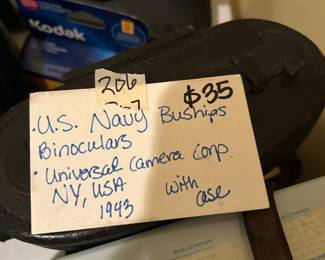 Kodak
206
$35
• U.S. Navy Buships
Binoculars
• Universal Camera Corp.
NY, USA with
1943 case